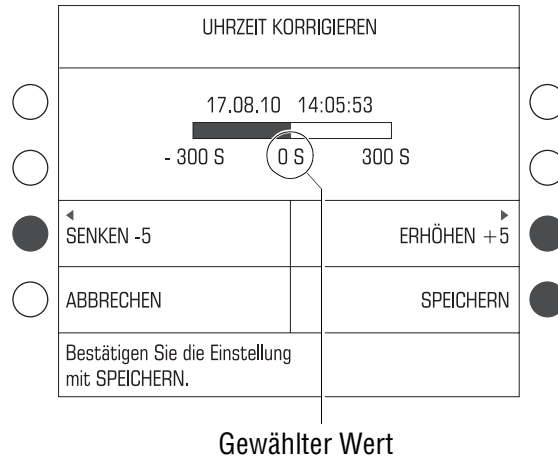 UHRZEIT KORRIGIEREN
17.08.10 14:05:53
- 300 S 0 S 300 S
SENKEN -5 ERHÖHEN +5
ABBRECHEN SPEICHERN
Bestätigen Sie die Einstellung
mit SPEICHERN.
Gewählter Wert